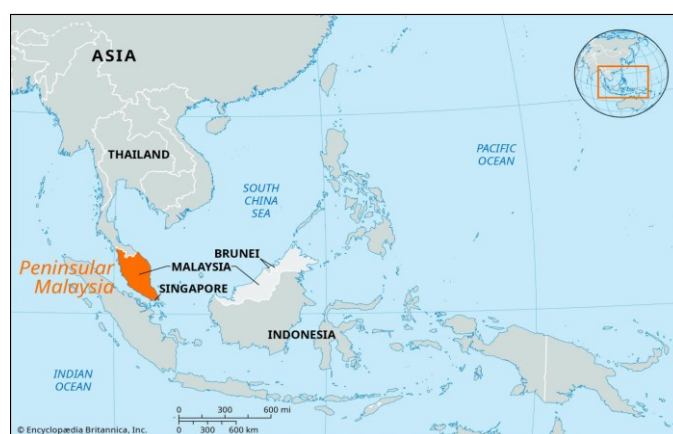 ASIA
THAILAND
SOUTH
CHINA
SEA
PACIFIC
OCEAN
BRUNEI
MALAYSIA
Peninsular
Malaysia
SINGAPORE
INDONESIA
INDIAN
OCEAN
0 300 600 mi
0 300 600 km
© Encyclopædia Britannica, Inc.